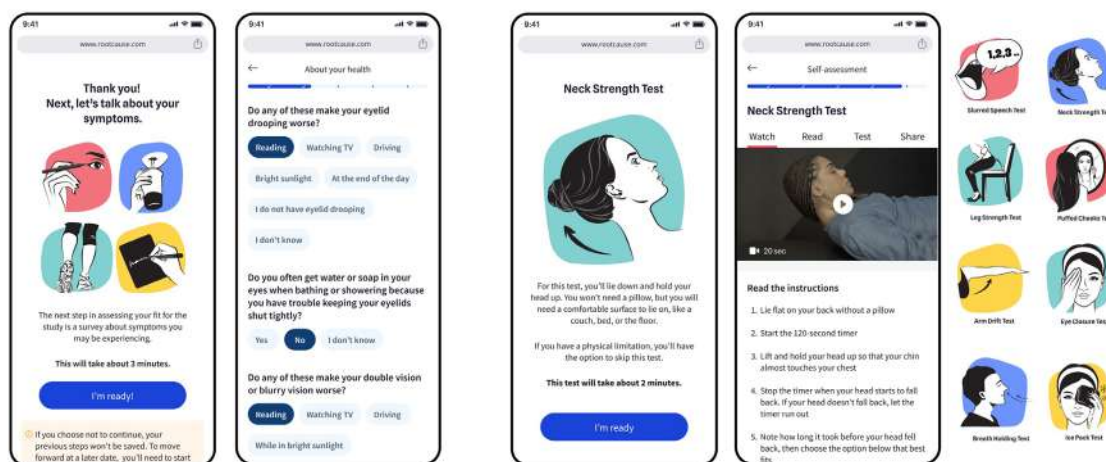 9:41
www.rootcause.com
Thank you!
Next, let's talk about your
symptoms.
The next step in assessing your fit for the
study is a survey about symptoms you
may be experiencing.
This will take about 3 minutes.
I'm ready!
If you choose not to continue, your
previous steps won't be saved. To move
forward at a later date, you'll need to start
9:41
www.rootcause.com
About your health
Do any of these make your eyelid
drooping worse?
Reading Watching TV Driving
Bright sunlight At the end of the day
I do not have eyelid drooping
I don't know
Do you often get water or soap in your
eyes when bathing or showering because
you have trouble keeping your eyelids
shut tightly?
Yes No I don't know
Do any of these make your double vision
or blurry vision worse?
Reading Watching TV Driving
While in bright sunlight
9:41
www.rootcause.com
Neck Strength Test
For this test, you'll lie down and hold your
head up. You won't need a pillow, but you will
need a comfortable surface to lie on, like a
couch, bed, or the floor.
If you have a physical limitation, you'll have
the option to skip this test.
This test will take about 2 minutes.
I'm ready
9:41
www.rootcause.com
Self-assessment
Neck Strength Test
Watch Read Test Share
20 sec
Read the instructions
1. Lie flat on your back without a pillow
2. Start the 120-second timer
3. Lift and hold your head up so that your chin
almost touches your chest
4. Stop the timer when your head starts to fall
back. If your head doesn't fall back, let the
timer run out
5. Note how long it took before your head fell
back, then choose the option below that best
fits
1,2,3..
Slurred Speech Test
Neck Strength Te
Leg Strength Test
Puffed Cheeks Te
Arm Drift Test
Eye Closure Tes
Breath Holding Test
Ice Pack Test